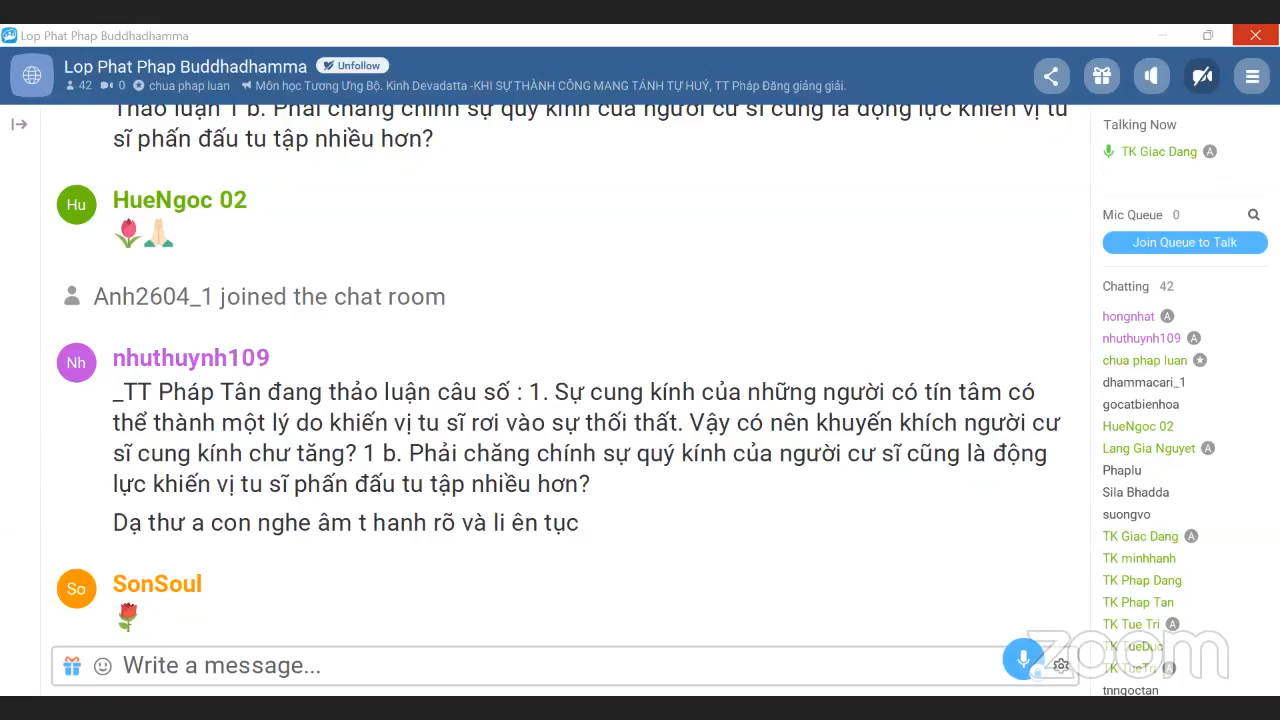 Lop Phat Phap Buddhadhamma
Lop Phat Phap Buddhadhamma Unfollow
42 0 chua phap luan Môn học Tương Ưng Bộ. Kinh Devadatta -KHI SỰ THÀNH CÔNG MANG TÁNH TỰ HUỶ, TT Pháp Đăng giảng giải.
Thảo luận 1 b. Phải chăng chính sự quý kính của người cư sĩ cũng là động lực khiến vị tu
sĩ phấn đấu tu tập nhiều hơn?
Hu HueNgoc 02
Anh2604_1 joined the chat room
Nh nhuthuynh109
_TT Pháp Tân đang thảo luận câu số : 1. Sự cung kính của những người có tín tâm có
thể thành một lý do khiến vị tu sĩ rơi vào sự thối thất. Vậy có nên khuyến khích người cư
sĩ cung kính chư tăng? 1 b. Phải chăng chính sự quý kính của người cư sĩ cũng là động
lực khiến vị tu sĩ phấn đấu tu tập nhiều hơn?
Dạ thư a con nghe âm t hanh rõ và li ên tục
So SonSoul
Write a message...
Talking Now
TK Giac Dang A
Mic Queue 0
Join Queue to Talk
Chatting 42
hongnhat A
nhuthuynh109 A
chua phap luan
dhammacari_1
gocatbienhoa
HueNgoc 02
Lang Gia Nguyet A
Phaplu
Sila Bhadda
suongvo
TK Giac Dang A
TK minhhanh
TK Phap Dang
TK Phap Tan
TK Tue Tri A
TK TueDuc
TK TueTri A
tnngoctan
zoom